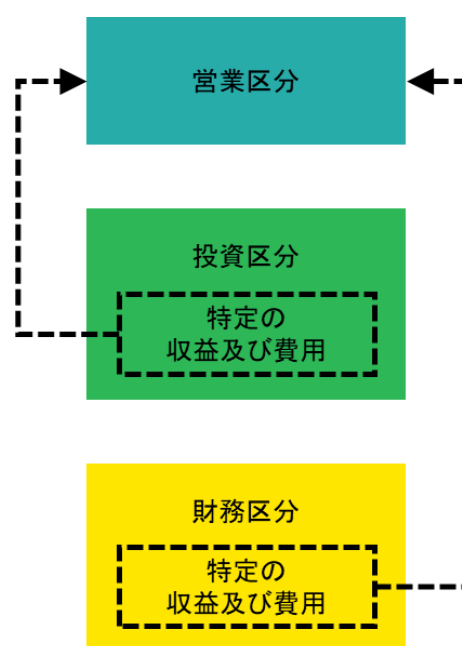 営業区分
投資区分
特定の
収益及び費用
財務区分
特定の
収益及び費用